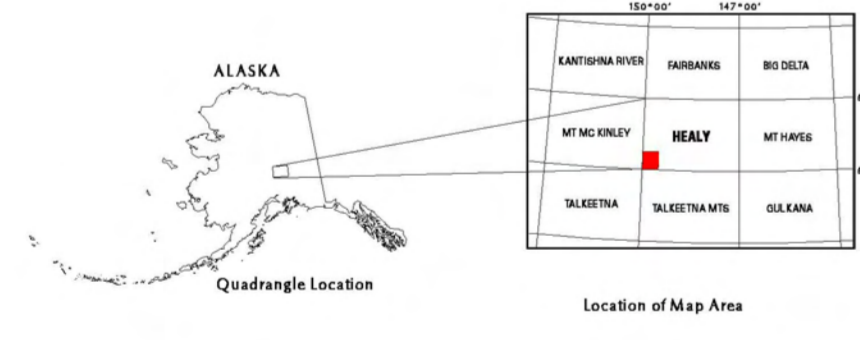 150°00' 147°00'
ALASKA
KANTISHNA RIVER FAIRBANKS BIG DELTA
MT MC KINLEY HEALY MT HAYES
TALKEETNA TALKEETNA MTS GULKANA
Quadrangle Location
Location of Map Area